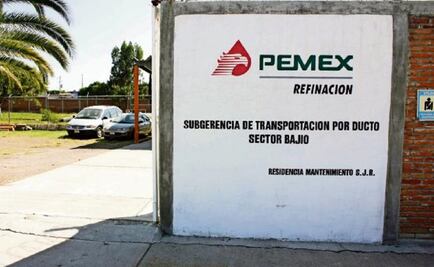 PEMEX
REFINACION
SUBGERENCIA DE TRANSPORTACION POR DUCTO
SECTOR BAJIO
RESIDENCIA MANTENIMIENTO S.J.R.